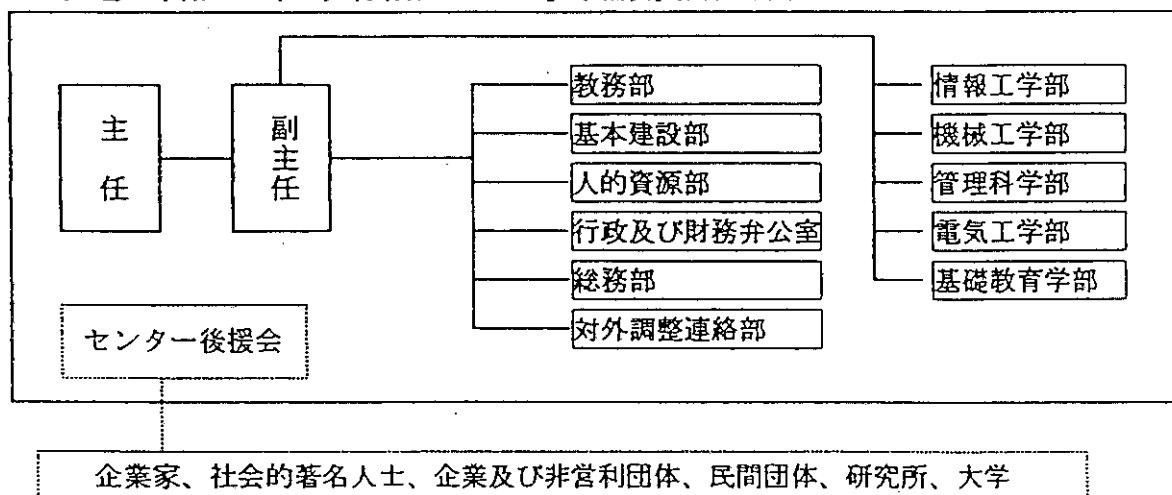 主任
副主任
教務部
基本建設部
人的資源部
行政及び財務弁公室
総務部
対外調整連絡部
情報工学部
機械工学部
管理科学部
電気工学部
基礎教育学部
センター後援会
企業家、社会的著名人士、企業及び非営利団体、民間団体、研究所、大学